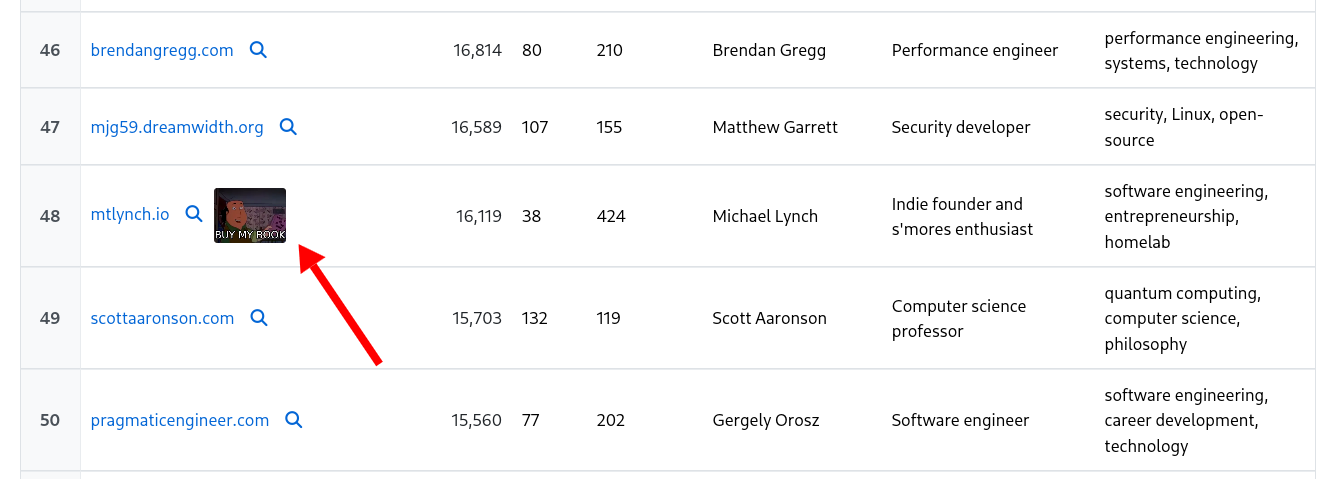 46 brendangregg.com 16,814 80 210 Brendan Gregg Performance engineer performance engineering,
systems, technology
47 mjg59.dreamwidth.org 16,589 107 155 Matthew Garrett Security developer security, Linux, open-
source
48 mtlynch.io BUY MY BOOK 16,119 38 424 Michael Lynch Indie founder and
s'mores enthusiast software engineering,
entrepreneurship,
homelab
49 scottaaronson.com 15,703 132 119 Scott Aaronson Computer science
professor quantum computing,
computer science,
philosophy
50 pragmaticengineer.com 15,560 77 202 Gergely Orosz Software engineer software engineering,
career development,
technology